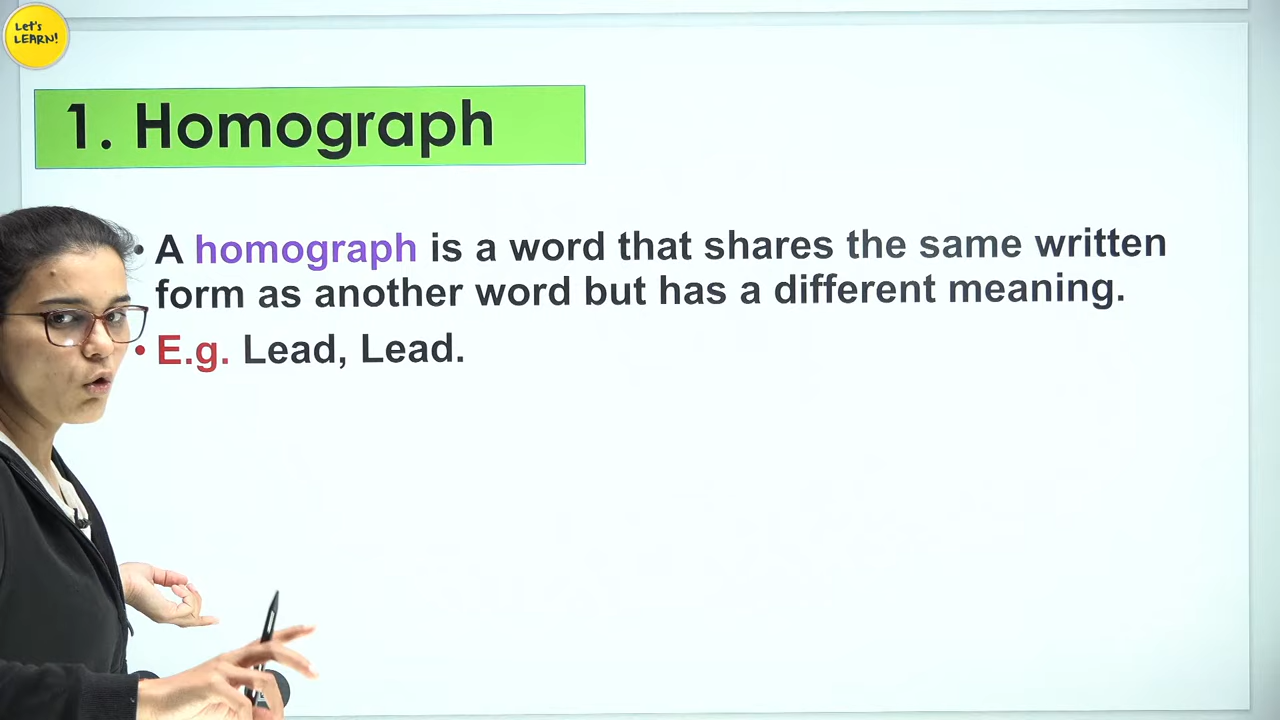 Let's
LEARN!
1. Homograph
• A homograph is a word that shares the same written
form as another word but has a different meaning.
• E.g. Lead, Lead.